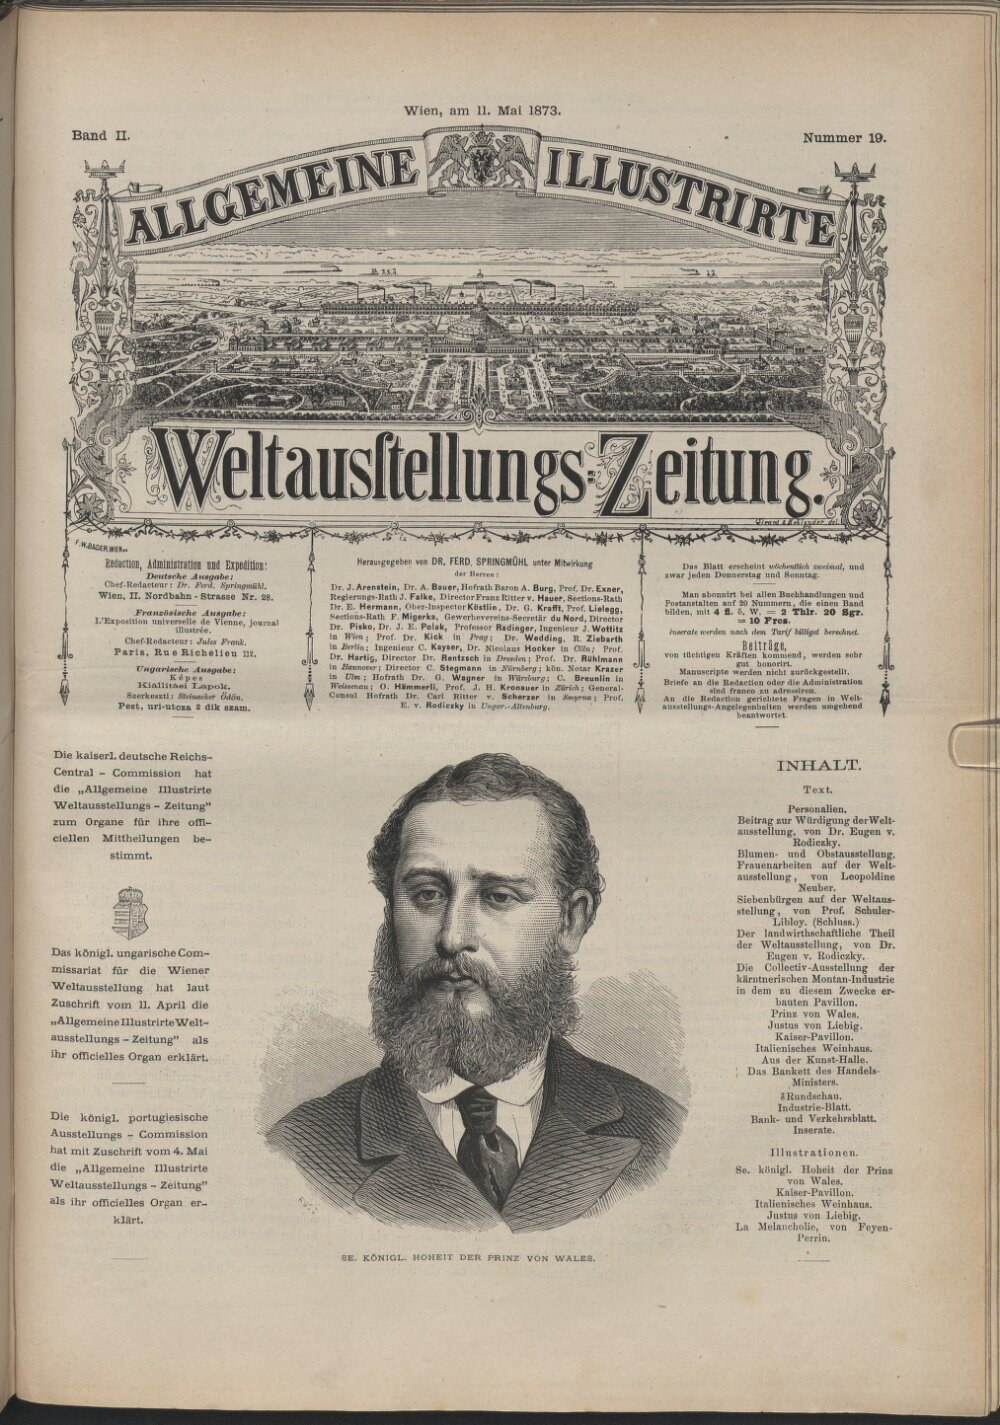 Wien, am 11. Mai 1873.
Band II.
Nummer 19.
ALLGEMEINE ILLUSTRIRTE
Weltausſtellungs-Zeitung.
Girard & Rehlender del.
F.W.BADER.WIEN
Redaction, Administration und Expedition:
Deutsche Ausgabe:
Chef-Redacteur: Dr. Ferd. Springmühl.
Wien, II. Nordbahn-Strasse Nr. 26.
Französische Ausgabe:
L'Exposition universelle de Vienne, journal
illustrée.
Chef-Redacteur: Jules Frank.
Paris, Rue Richelieu 112.
Ungarische Ausgabe:
Képes
Kiállitási Lapok.
Szerkeszti: Steinacker Ödön.
Pest, uri-utcza 2 dik szam.
Herausgegeben von DR. FERD. SPRINGMÜHL unter Mitwirkung
der Herren:
Dr. J. Arenstein, Dr. A. Bauer, Hofrath Baron A. Burg, Prof. Dr. Exner,
Regierungs-Rath J. Falke, Director Franz Ritter v. Hauer, Sections-Rath
Dr. E. Hermann, Ober-Inspector Köstlin, Dr. G. Krafft, Prof. Lielegg,
Sections-Rath F. Migerka, Gewerbevereins-Secretär du Nord, Director
Dr. Pisko, Dr. J. E. Polak, Professor Radinger, Ingenieur J. Wottitz
in Wien; Prof. Dr. Kick in Prag; Dr. Wedding, R. Ziebarth
in Berlin; Ingenieur C. Kayser, Dr. Nicolaus Hocker in Cöln; Prof.
Dr. Hartig, Director Dr. Rentzsch in Dresden; Prof. Dr. Rühlmann
in Hannover; Director C. Stegmann in Nürnberg; kön. Notar Krazer
in Ulm; Hofrath Dr. G. Wagner in Würzburg; C. Breunlin in
Weissenau; O. Hämmerli, Prof. J. H. Kronauer in Zürich; General-
Consul Hofrath Dr. Carl Ritter v. Scherzer in Smyrna; Prof.
E. v. Rodiczky in Ungar.-Altenburg.
Das Blatt erscheint wöchentlich zweimal, und
zwar jeden Donnerstag und Sonntag.
Man abonnirt bei allen Buchhandlungen und
Postanstalten auf 20 Nummern, die einen Band
bilden, mit 4 fl. ö. W. = 2 Thlr. 20 Sgr.
= 10 Frcs.
Inserate werden nach dem Tarif billigst berechnet.
Beiträge,
von tüchtigen Kräften kommend, werden sehr
gut honorirt.
Manuscripte werden nicht zurückgestellt.
Briefe an die Redaction oder die Administration
sind franco zu adressiren.
An die Redaction gerichtete Fragen in Welt-
ausstellungs-Angelegenheiten werden umgehend
beantwortet.
Die kaiserl. deutsche Reichs-
Central-Commission hat
die „Allgemeine Illustrirte
Weltausstellungs-Zeitung"
zum Organe für ihre offi-
ciellen Mittheilungen be-
stimmt.
Das königl. ungarische Com-
missariat für die Wiener
Weltausstellung hat laut
Zuschrift vom 11. April die
„Allgemeine Illustrirte Welt-
ausstellungs-Zeitung" als
ihr officielles Organ erklärt.
Die königl. portugiesische
Ausstellungs-Commission
hat mit Zuschrift vom 4. Mai
die „Allgemeine Illustrirte
Weltausstellungs-Zeitung"
als ihr officielles Organ er-
klärt.
SE. KÖNIGL. HOHEIT DER PRINZ VON WALES.
INHALT.
Text.
Personalien.
Beitrag zur Würdigung der Welt-
ausstellung, von Dr. Eugen v.
Rodiczky.
Blumen- und Obstausstellung.
Frauenarbeiten auf der Welt-
ausstellung, von Leopoldine
Neuber.
Siebenbürgen auf der Weltaus-
stellung, von Prof. Schuler-
Libloy. (Schluss.)
Der landwirthschaftliche Theil
der Weltausstellung, von Dr.
Eugen v. Rodiczky.
Die Collectiv-Ausstellung der
kärntnerischen Montan-Industrie
in dem zu diesem Zwecke er-
bauten Pavillon.
Prinz von Wales.
Justus von Liebig.
Kaiser-Pavillon.
Italienisches Weinhaus.
Aus der Kunst-Halle.
Das Bankett des Handels-
Ministers.
Rundschau.
Industrie-Blatt.
Bank- und Verkehrsblatt.
Inserate.
Illustrationen.
Se. königl. Hoheit der Prinz
von Wales.
Kaiser-Pavillon.
Italienisches Weinhaus.
Justus von Liebig.
La Melancholie, von Feyen-
Perrin.